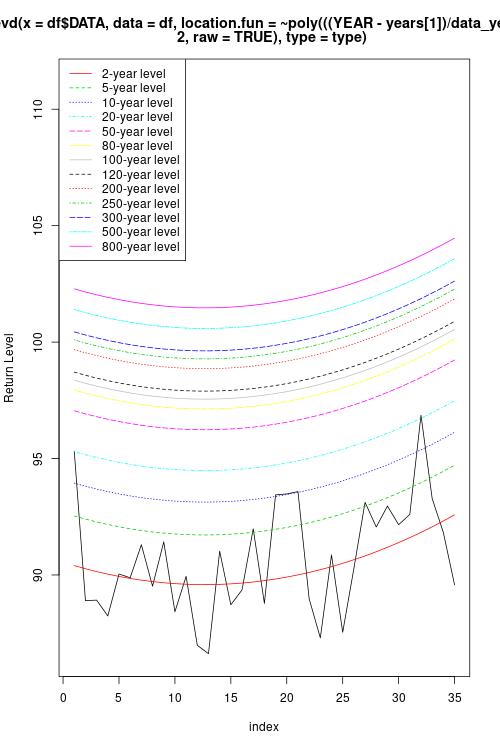 evd(x = df$DATA, data = df, location.fun = ~poly(((YEAR - years[1])/data_ye
2, raw = TRUE), type = type)
2-year level
5-year level
10-year level
20-year level
50-year level
80-year level
100-year level
120-year level
200-year level
250-year level
300-year level
500-year level
800-year level
110
105
100
95
90
Return Level
0 5 10 15 20 25 30 35
index